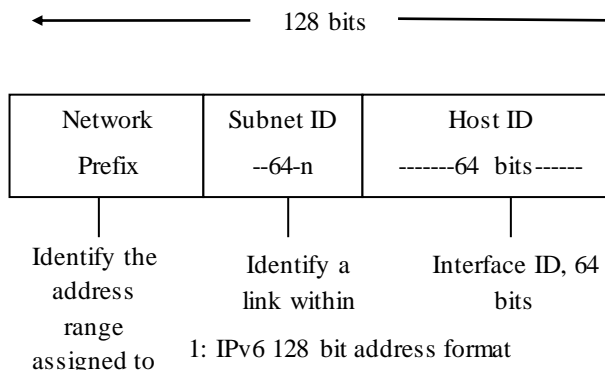 128 bits
Network
Prefix
Subnet ID
--64-n
Host ID
-------64 bits------
Identify the
address
range
assigned to
Identify a
link within
Interface ID, 64
bits
1: IPv6 128 bit address format